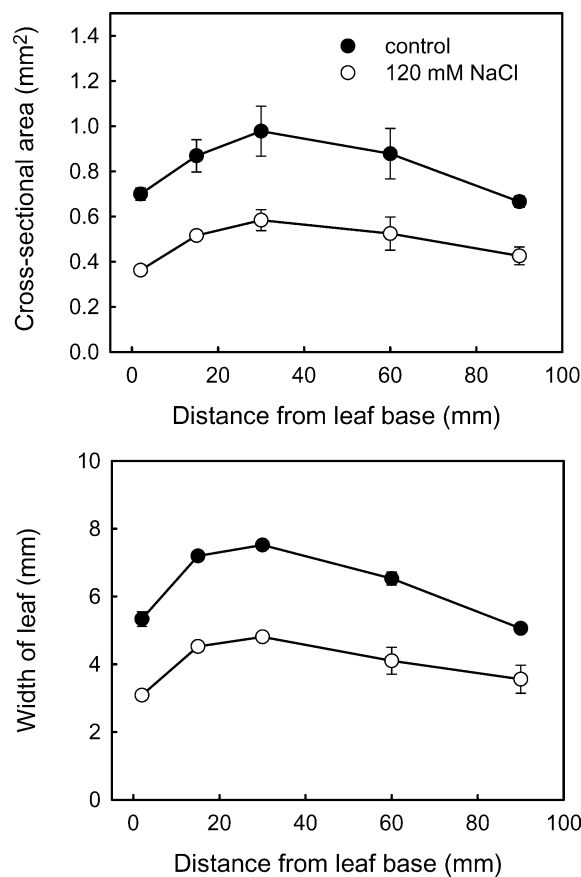 Cross-sectional area (mm²)
1.4
1.2
1.0
0.8
0.6
0.4
0.2
0.0
control
120 mM NaCl
0 20 40 60 80 100
Distance from leaf base (mm)
Width of leaf (mm)
10
8
6
4
2
0
0 20 40 60 80 100
Distance from leaf base (mm)